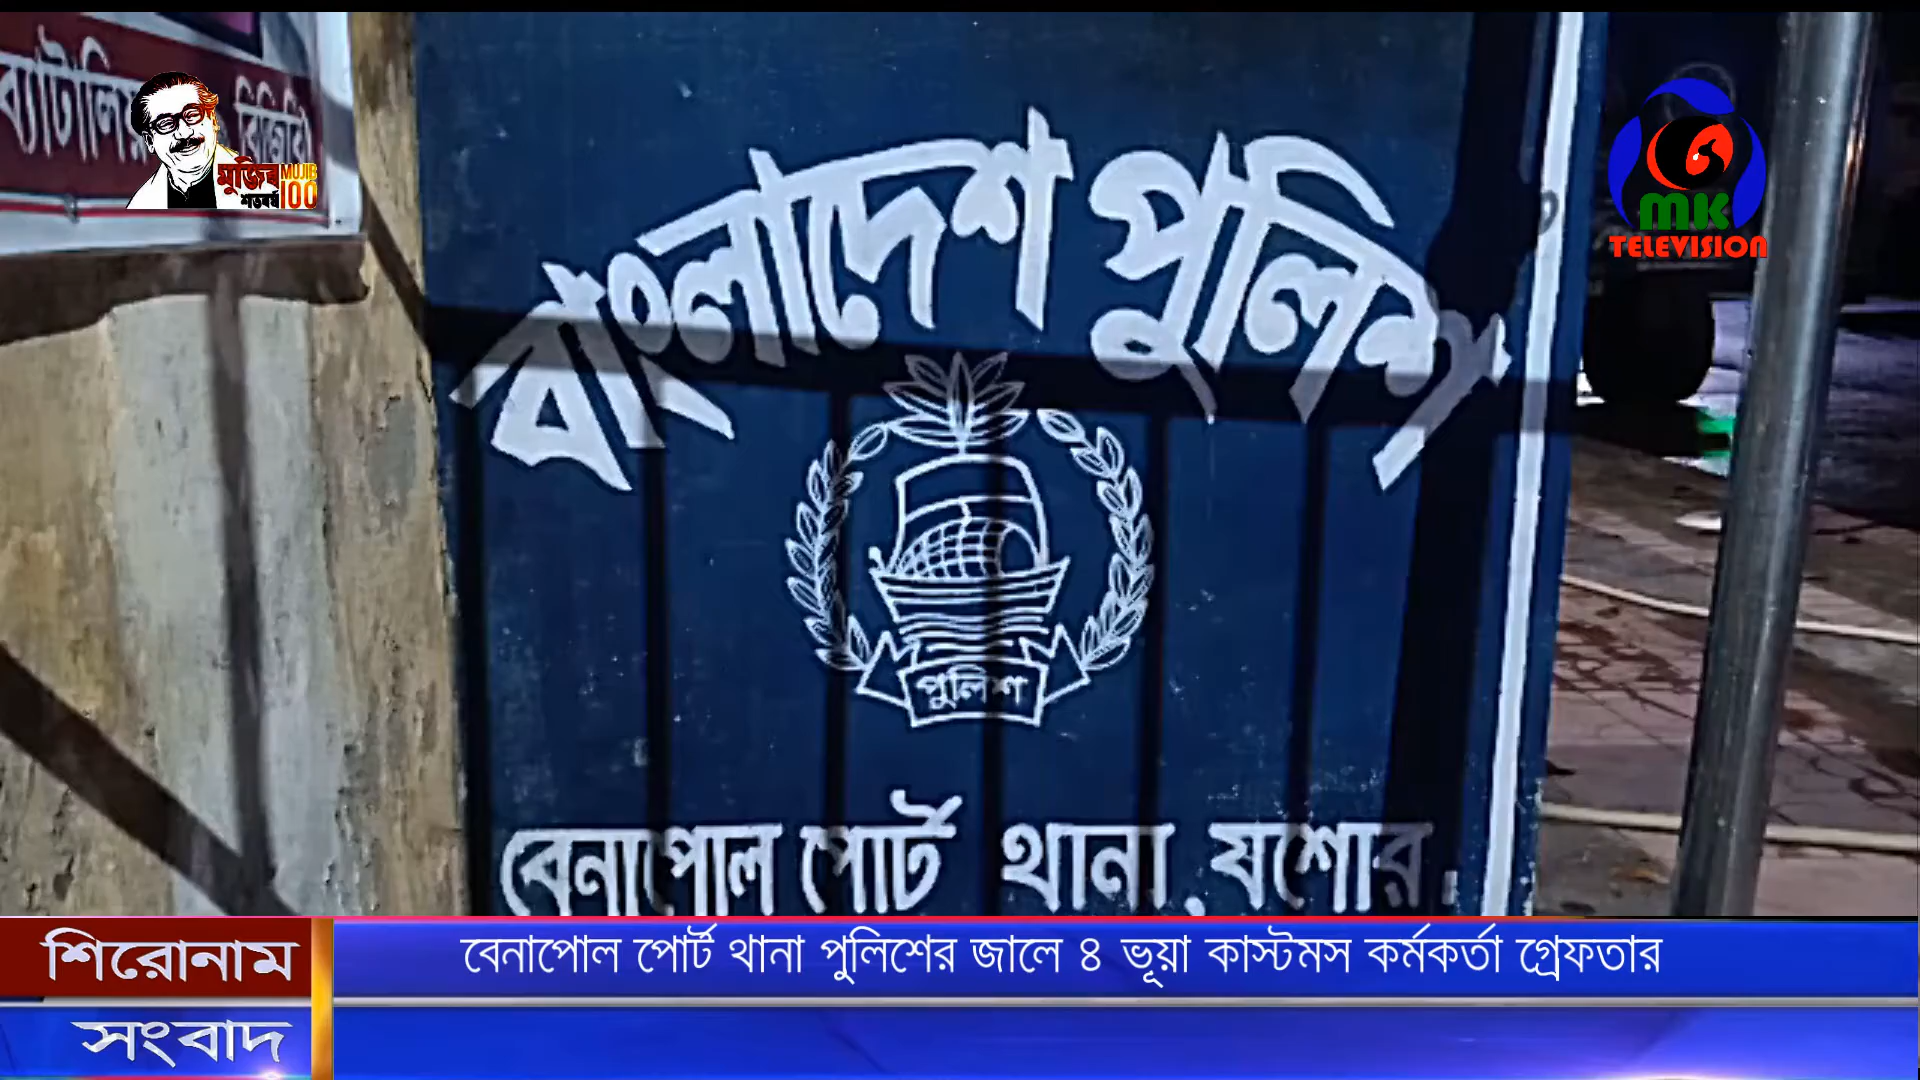 ব্যাটালিয়ন
বিজিবি)
মুজিব
শতবর্ষ
MUJIB
100
MK
TELEVISION
বাংলাদেশ পুলিশ
পুলিশ
বেনাপোল পোর্ট থানা, যশোর।
শিরোনাম
বেনাপোল পোর্ট থানা পুলিশের জালে ৪ ভূয়া কাস্টমস কর্মকর্তা গ্রেফতার
সংবাদ